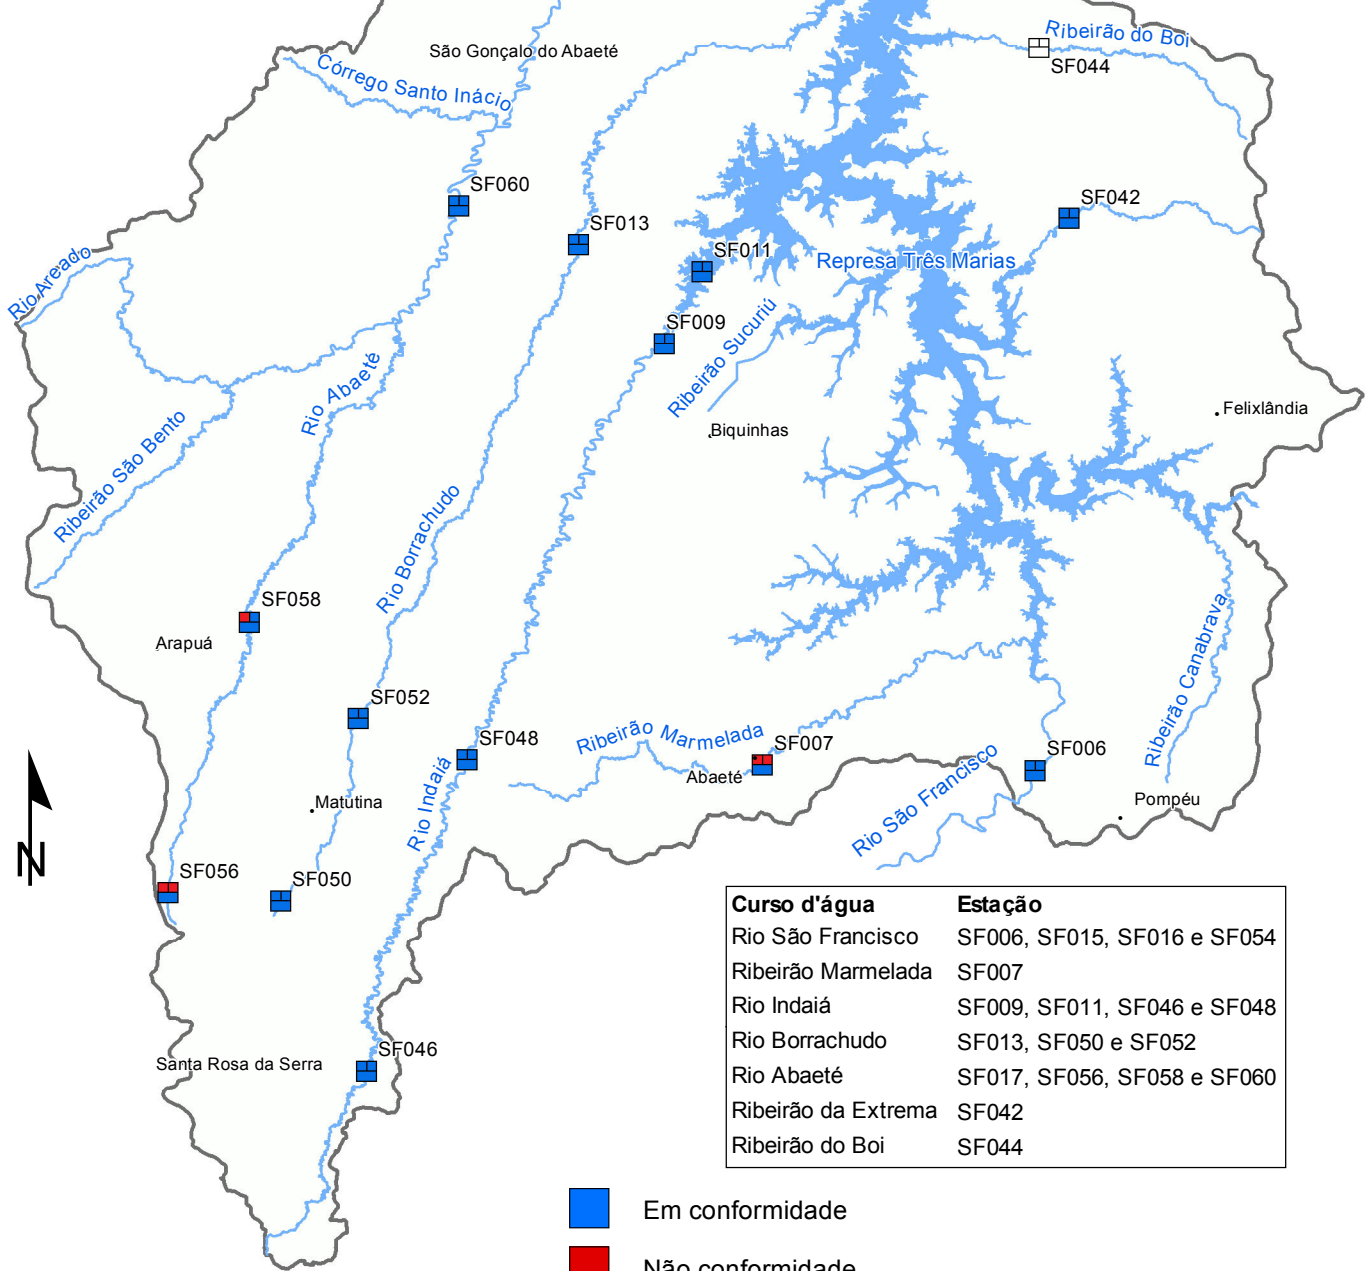 Ribeirão do Boi
São Gonçalo do Abaeté
SF044
Córrego Santo Inácio
SF060
SF042
SF013
SF011
Rio Areado
Represa Três Marias
SF009
Ribeirão Sucuriú
Rio Abaeté
Felixlândia
Biquinhas
Ribeirão São Bento
Rio Borrachudo
SF058
Arapuá
Ribeirão Canabrava
SF052
SF048
Ribeirão Marmelada
SF007
SF006
Abaeté
Rio São Francisco
Rio Indaiá
Matutina
Pompéu
N
SF056
SF050
Curso d'água Estação
Rio São Francisco SF006, SF015, SF016 e SF054
Ribeirão Marmelada SF007
Rio Indaiá SF009, SF011, SF046 e SF048
Rio Borrachudo SF013, SF050 e SF052
Rio Abaeté SF017, SF056, SF058 e SF060
Ribeirão da Extrema SF042
Ribeirão do Boi SF044
SF046
Santa Rosa da Serra
Em conformidade
Não conformidade